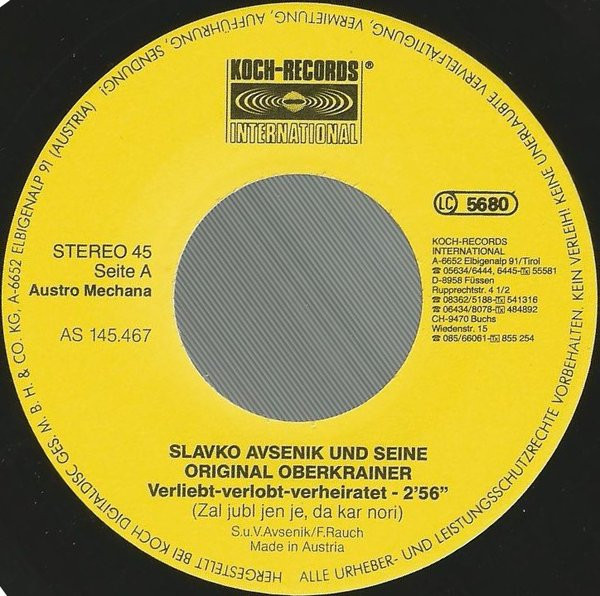 KOCH-RECORDS®
INTERNATIONAL
LC 5680
STEREO 45
Seite A
Austro Mechana
AS 145.467
KOCH-RECORDS
INTERNATIONAL
A-6652 Elbigenalp 91/Tirol
☎ 05634/6444, 6445-Tx 55581
D-8958 Füssen
Rupprechtstr. 4 1/2
☎ 08362/5188-Tx 541316
☎ 06434/8078-Tx 484892
CH-9470 Buchs
Wiedenstr. 15
☎ 085/66061-Tx 855 254
SLAVKO AVSENIK UND SEINE
ORIGINAL OBERKRAINER
Verliebt-verlobt-verheiratet - 2'56”
(Zal jubl jen je, da kar nori)
S.u.V.Avsenik/F.Rauch
Made in Austria
HERGESTELLT BEI KOCH DIGITALDISC GES. M. B. H. & CO. KG, A-6652 ELBIGENALP 91 (AUSTRIA)
ALLE URHEBER- UND LEISTUNGSSCHUTZRECHTE VORBEHALTEN. KEIN VERLEIH! KEINE UNERLAUBTE VERVIELFÄLTIGUNG, VERMIETUNG, AUFFÜHRUNG, SENDUNG!